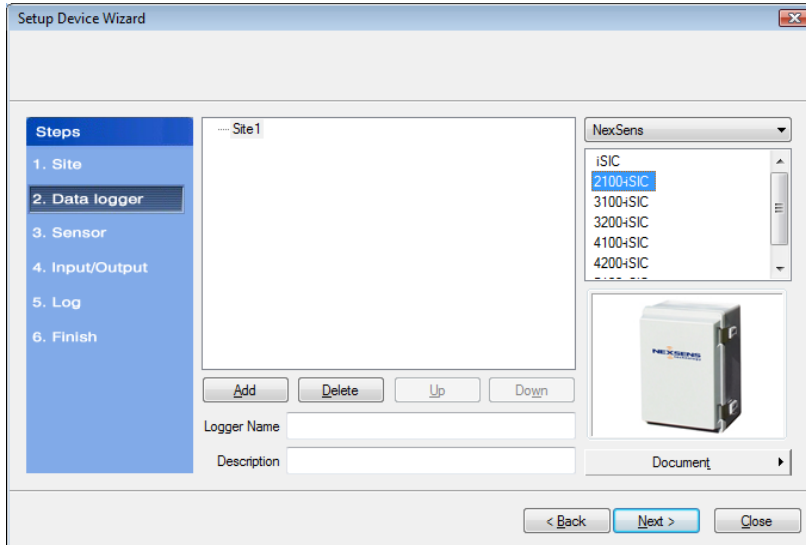 Setup Device Wizard
Steps
1. Site
2. Data logger
3. Sensor
4. Input/Output
5. Log
6. Finish
Site1
Add
Delete
Up
Down
Logger Name
Description
NexSens
iSIC
2100-iSIC
3100-iSIC
3200-iSIC
4100-iSIC
4200-iSIC
NEXSENS
Document
< Back
Next >
Close